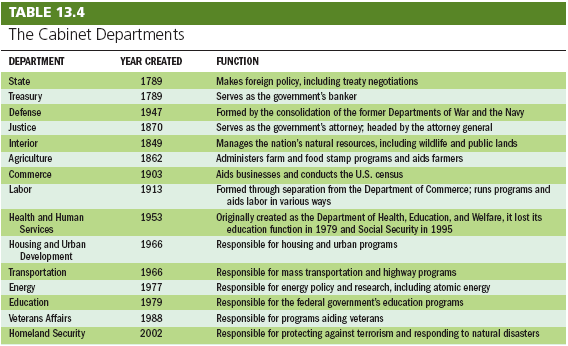 TABLE 13.4
The Cabinet Departments
DEPARTMENT YEAR CREATED FUNCTION
State 1789 Makes foreign policy, including treaty negotiations
Treasury 1789 Serves as the government's banker
Defense 1947 Formed by the consolidation of the former Departments of War and the Navy
Justice 1870 Serves as the government's attorney; headed by the attorney general
Interior 1849 Manages the nation's natural resources, including wildlife and public lands
Agriculture 1862 Administers farm and food stamp programs and aids farmers
Commerce 1903 Aids businesses and conducts the U.S. census
Labor 1913 Formed through separation from the Department of Commerce; runs programs and
aids labor in various ways
Health and Human 1953 Originally created as the Department of Health, Education, and Welfare, it lost its
Services education function in 1979 and Social Security in 1995
Housing and Urban 1966 Responsible for housing and urban programs
Development
Transportation 1966 Responsible for mass transportation and highway programs
Energy 1977 Responsible for energy policy and research, including atomic energy
Education 1979 Responsible for the federal government's education programs
Veterans Affairs 1988 Responsible for programs aiding veterans
Homeland Security 2002 Responsible for protecting against terrorism and responding to natural disasters